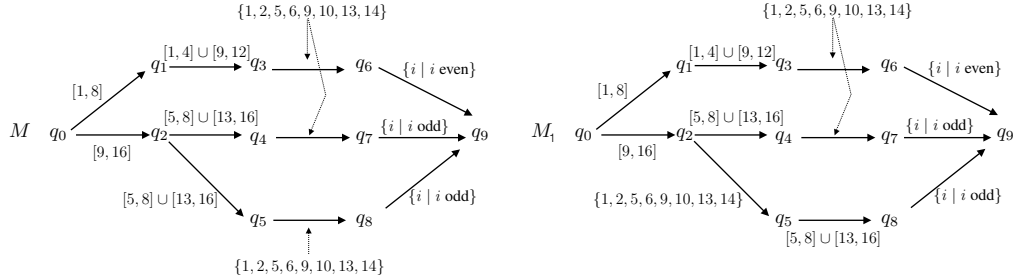 {1, 2, 5, 6, 9, 10, 13, 14}
[1, 4] ∪ [9, 12]
q1 q3 q6
[1, 8]
{i | i even}
[5, 8] ∪ [13, 16]
{i | i odd}
M q0 q2 q4 q7 q9
[9, 16]
[5, 8] ∪ [13, 16]
{i | i odd}
q5 q8
{1, 2, 5, 6, 9, 10, 13, 14}
{1, 2, 5, 6, 9, 10, 13, 14}
[1, 4] ∪ [9, 12]
q1 q3 q6
[1, 8]
{i | i even}
[5, 8] ∪ [13, 16]
{i | i odd}
M1 q0 q2 q4 q7 q9
[9, 16]
{1, 2, 5, 6, 9, 10, 13, 14}
{i | i odd}
q5 q8
[5, 8] ∪ [13, 16]